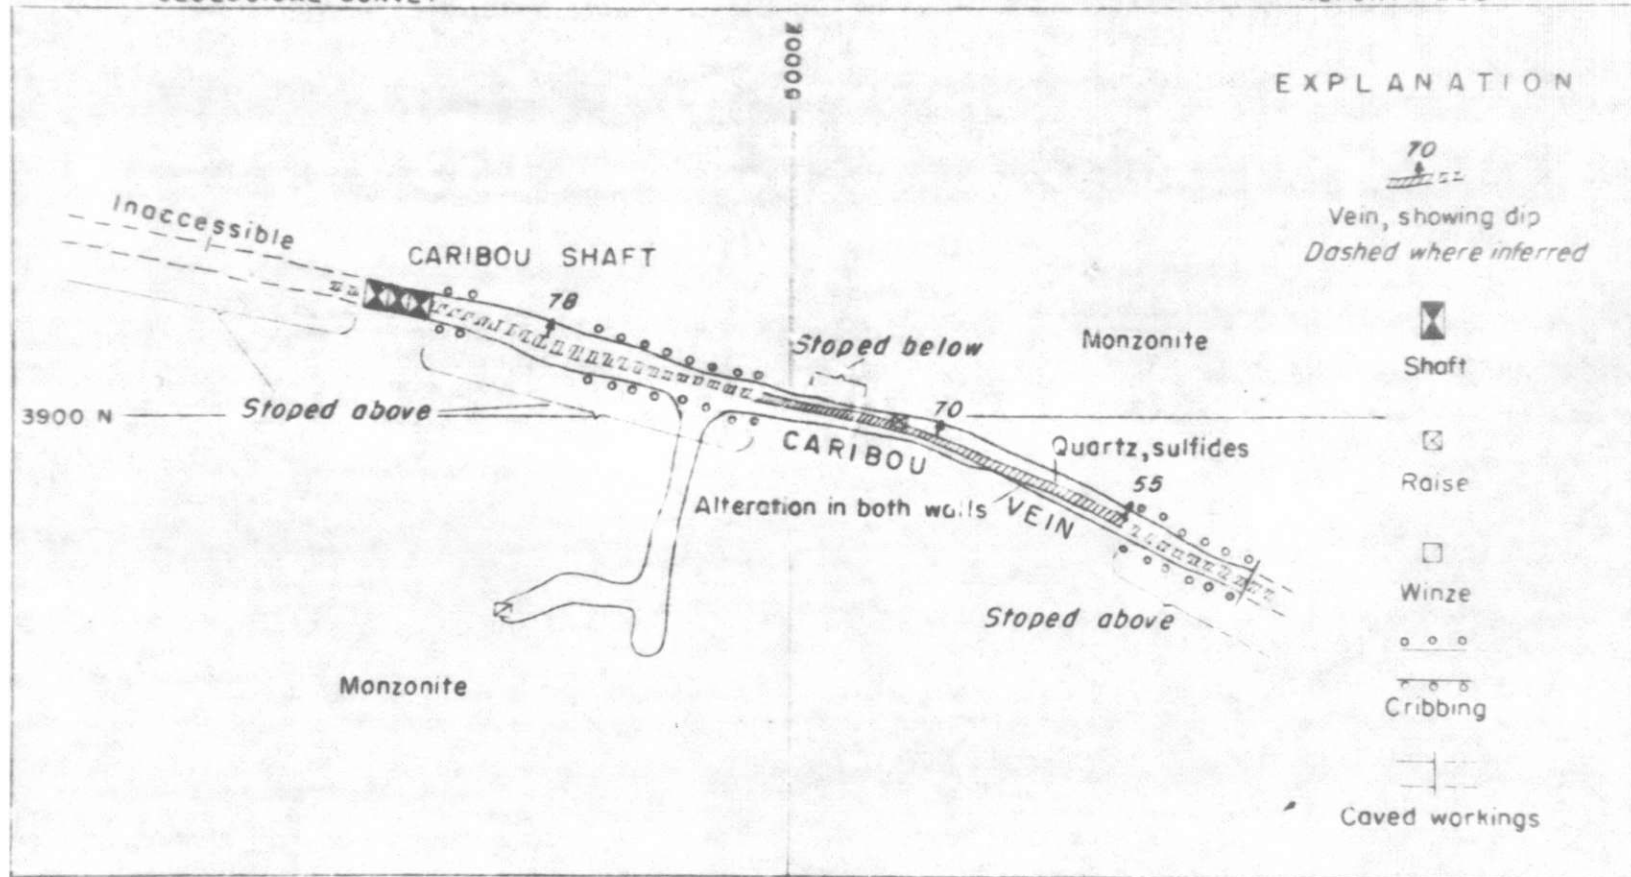 5000E
EXPLANATION
70
Vein, showing dip
Dashed where inferred
Inaccessible
CARIBOU SHAFT
78
Stoped below
Monzonite
Shaft
3900 N
Stoped above
70
CARIBOU
VEIN
Quartz, sulfides
55
Alteration in both walls
Raise
Winze
Stoped above
Monzonite
Cribbing
Caved workings